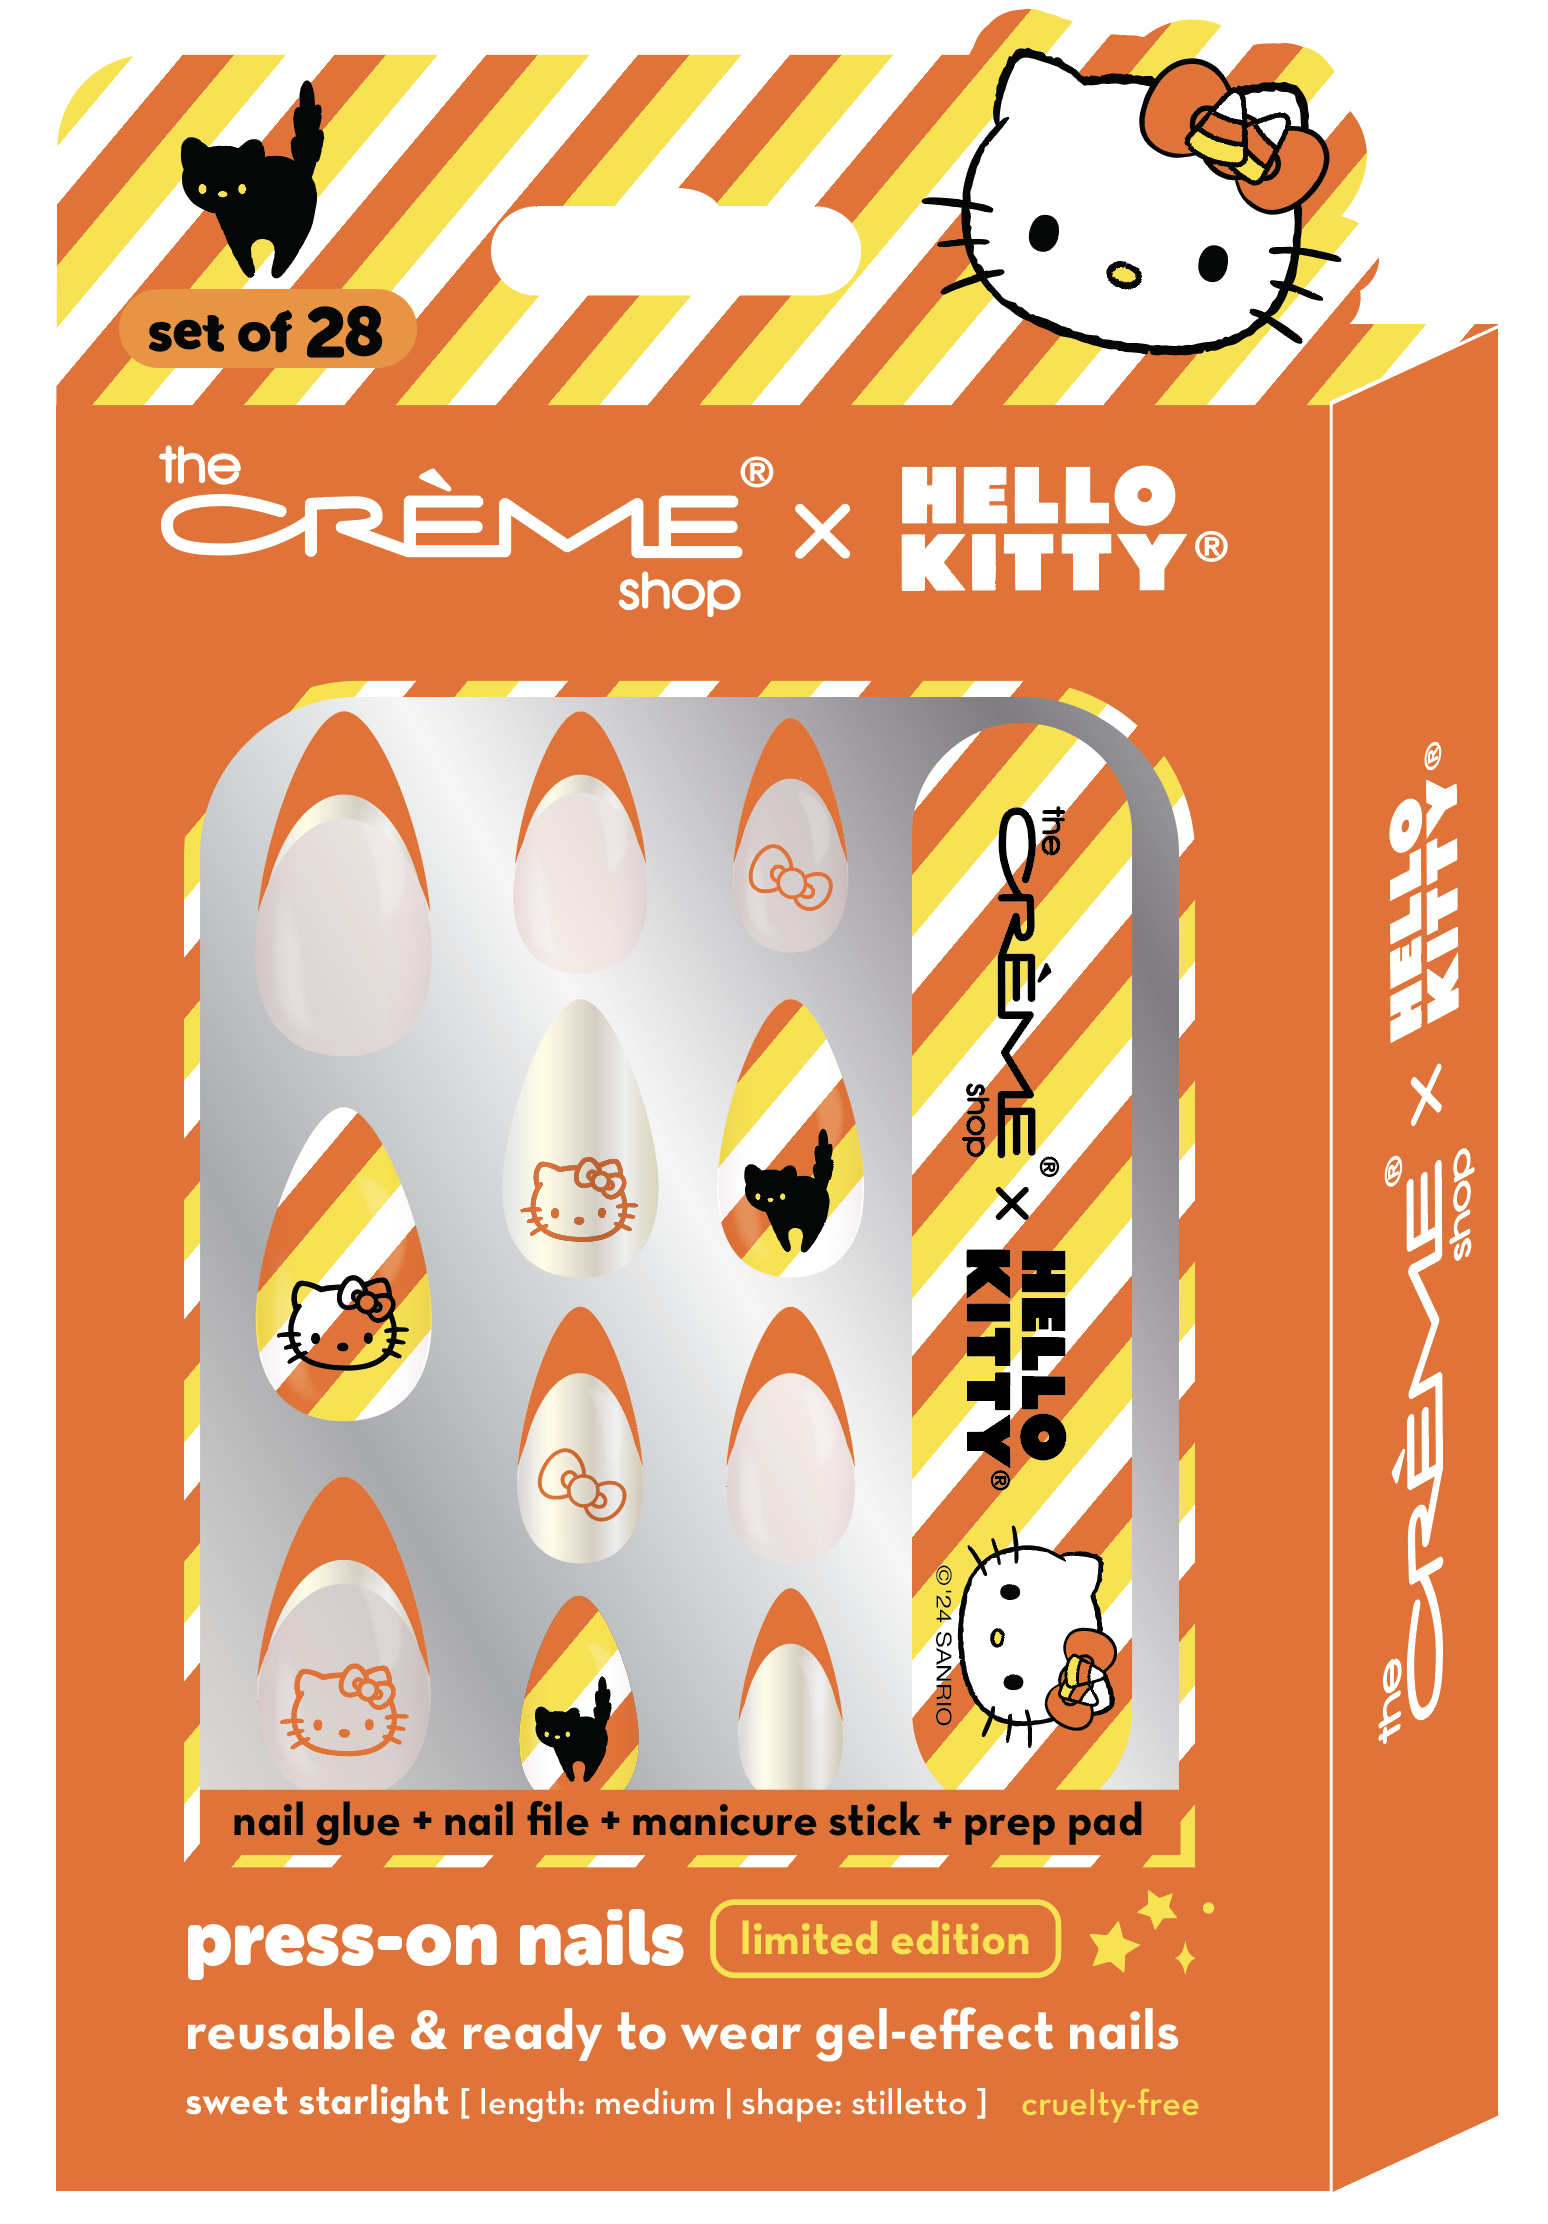 set of 28
the
CRÈME®
shop
×
HELLO
KITTY®
the
CRÈME®
shop
×
HELLO
KITTY®
©'24 SANRIO
nail glue + nail file + manicure stick + prep pad
press-on nails
limited edition
reusable & ready to wear gel-effect nails
sweet starlight [ length: medium | shape: stilletto ] cruelty-free
the
CRÈME®
shop
×
HELLO
KITTY®